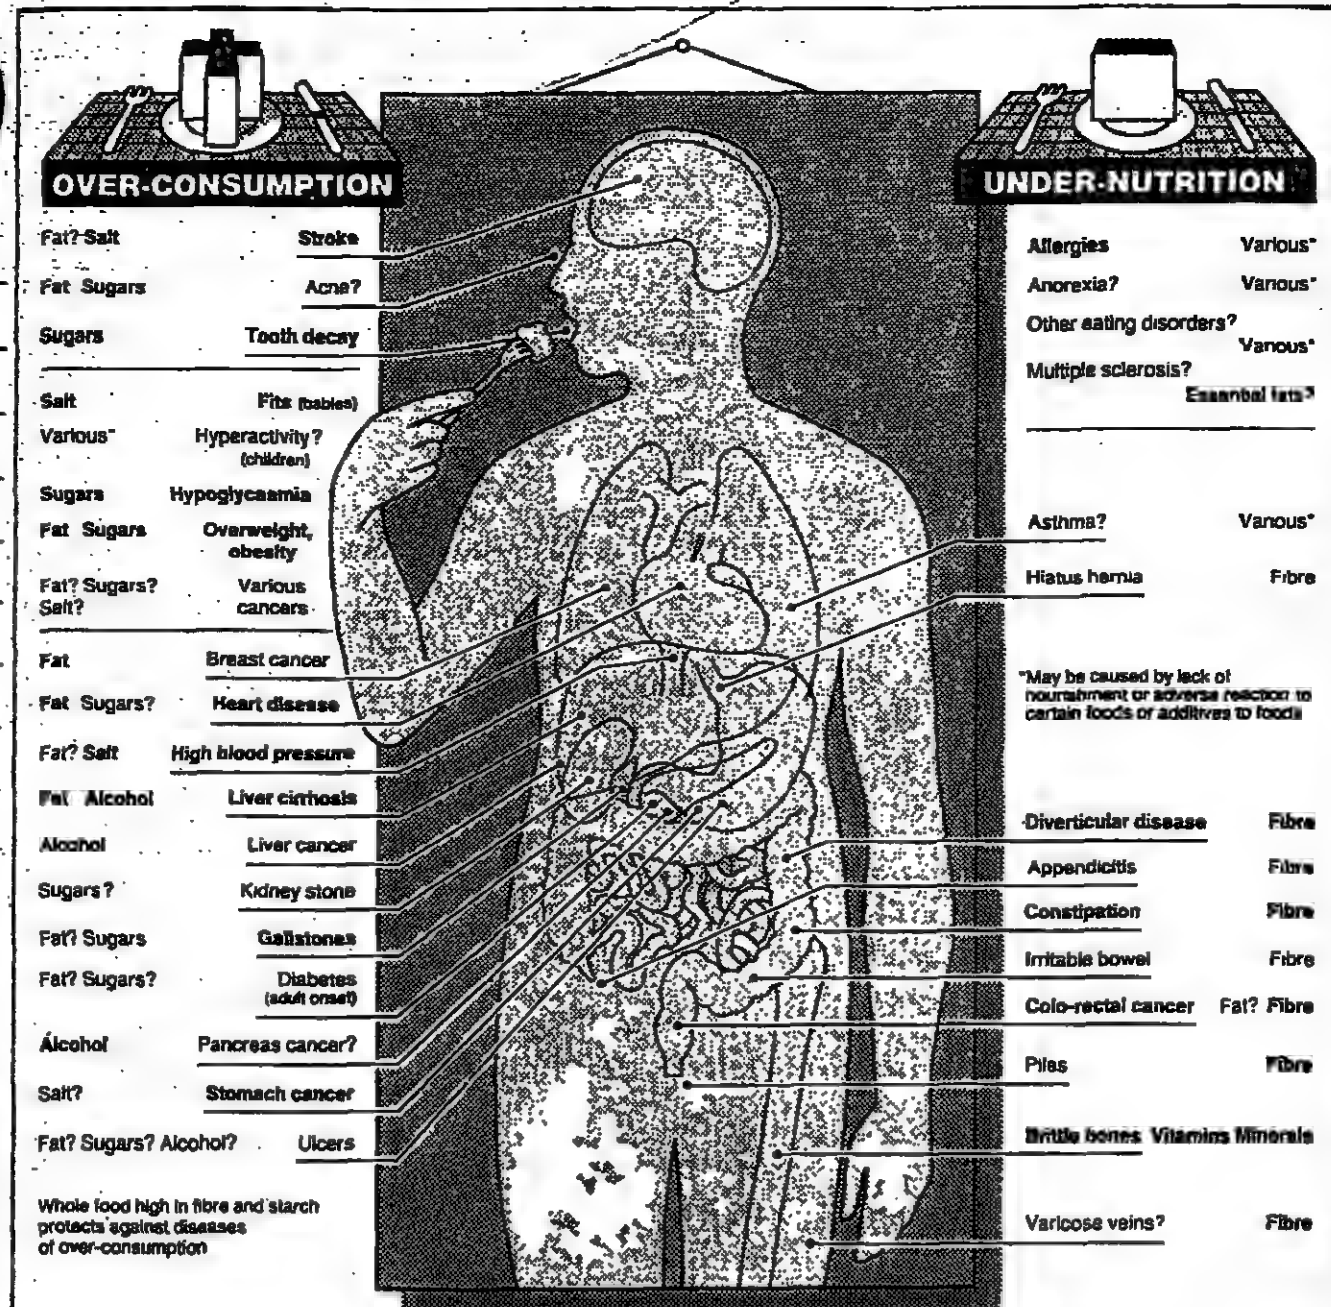 OVER-CONSUMPTION
Fat? Salt Stroke
Fat Sugars Acne?
Sugars Tooth decay
Salt Fits (babies)
Various* Hyperactivity?
(children)
Sugars Hypoglycaemia
Fat Sugars Overweight,
obesity
Fat? Sugars? Various
Salt? cancers
Fat Breast cancer
Fat Sugars? Heart disease
Fat? Salt High blood pressure
Fat Alcohol Liver cirrhosis
Alcohol Liver cancer
Sugars? Kidney stone
Fat? Sugars Gallstones
Fat? Sugars? Diabetes
(adult onset)
Alcohol Pancreas cancer?
Salt? Stomach cancer
Fat? Sugars? Alcohol? Ulcers
Whole food high in fibre and starch
protects against diseases
of over-consumption
UNDER-NUTRITION
Allergies Various*
Anorexia? Various*
Other eating disorders?
Various*
Multiple sclerosis?
Essential fats?
Asthma? Various*
Hiatus hernia Fibre
*May be caused by lack of
nourishment or adverse reaction to
certain foods or additives to foods
Diverticular disease Fibre
Appendicitis Fibre
Constipation Fibre
Irritable bowel Fibre
Colo-rectal cancer Fat? Fibre
Piles Fibre
Brittle bones Vitamins Minerals
Varicose veins? Fibre